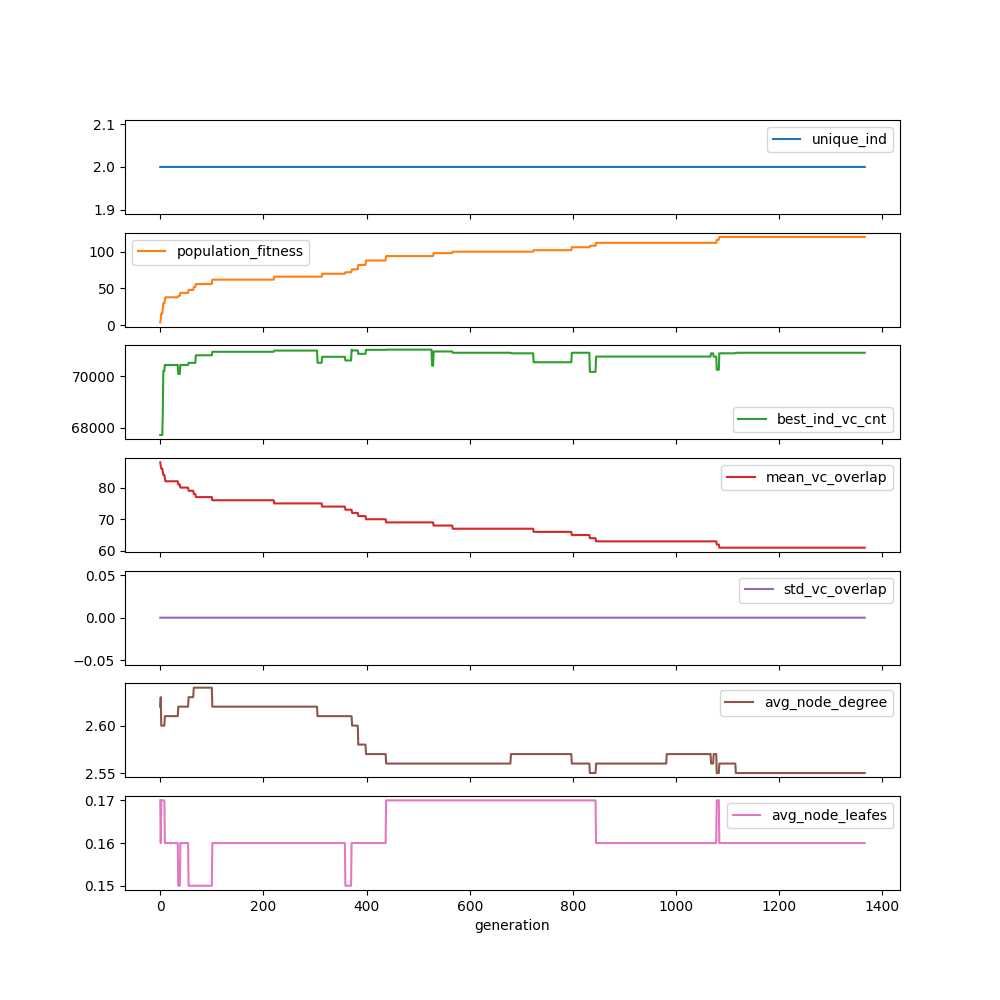 2.1
2.0
1.9
unique_ind
100
50
0
population_fitness
70000
68000
best_ind_vc_cnt
80
70
60
mean_vc_overlap
0.05
0.00
−0.05
std_vc_overlap
2.60
2.55
avg_node_degree
0.17
0.16
0.15
avg_node_leafes
0 200 400 600 800 1000 1200 1400
generation